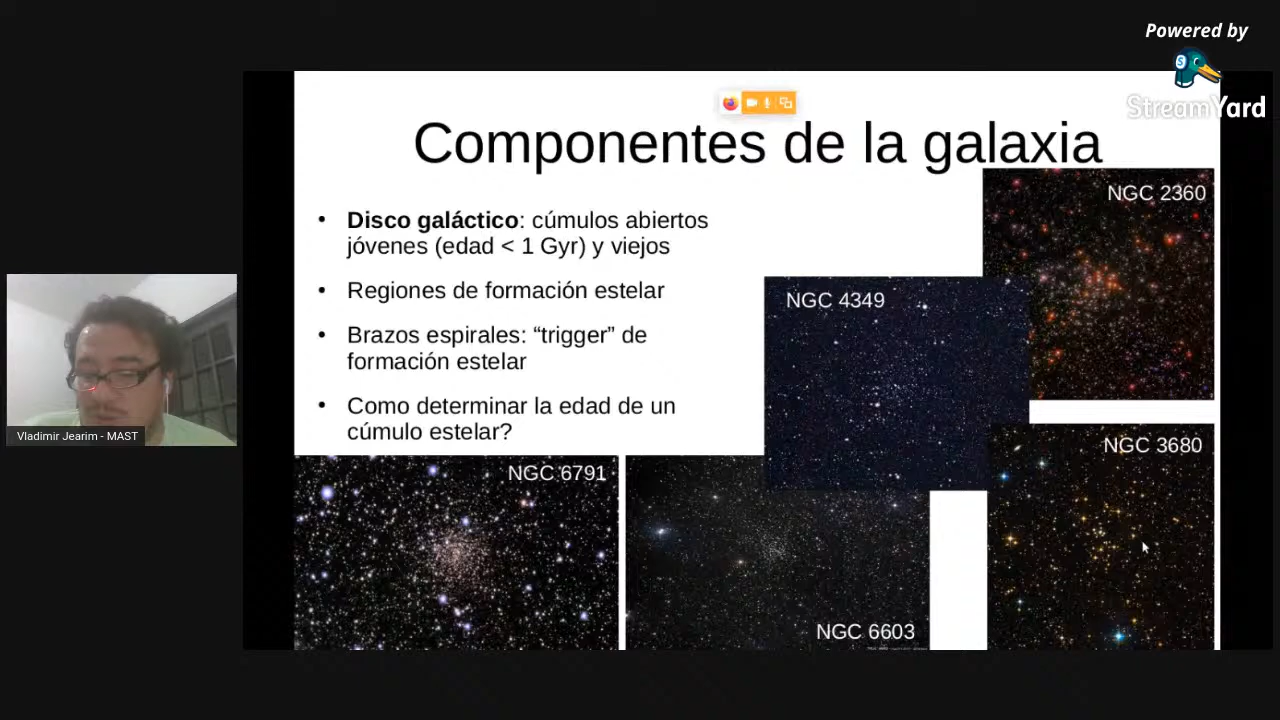 Powered by
StreamYard
Componentes de la galaxia
• Disco galáctico: cúmulos abiertos
jóvenes (edad < 1 Gyr) y viejos
• Regiones de formación estelar
• Brazos espirales: “trigger” de
formación estelar
• Como determinar la edad de un
cúmulo estelar?
NGC 2360
NGC 4349
NGC 3680
NGC 6791
NGC 6603
Vladimir Jearim - MAST